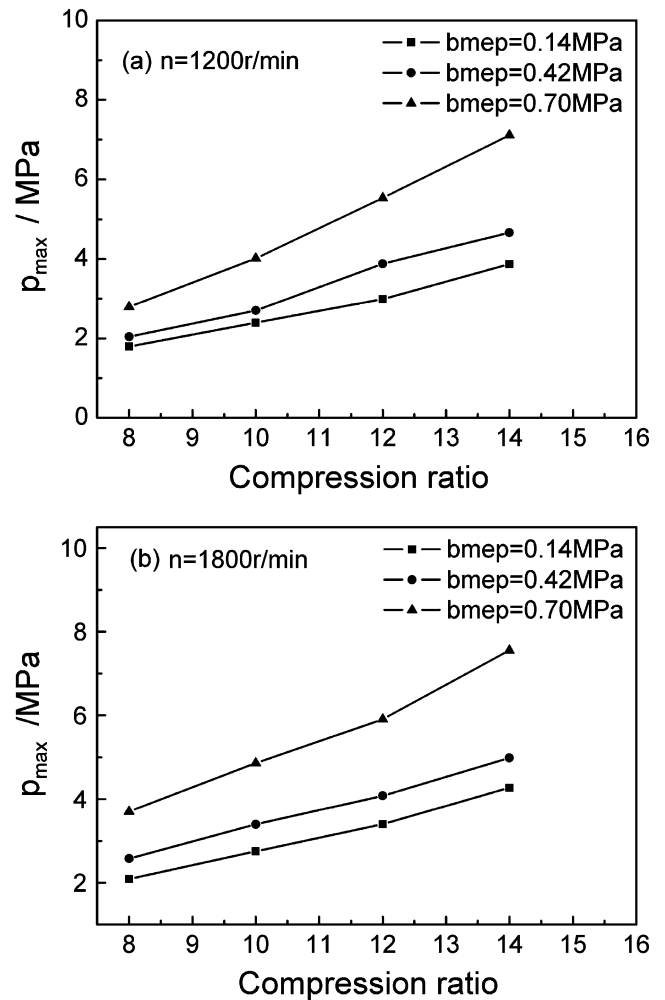 10
(a) n=1200r/min
bmep=0.14MPa
bmep=0.42MPa
bmep=0.70MPa
8
6
4
2
0
p_max / MPa
8 9 10 11 12 13 14 15 16
Compression ratio
10
(b) n=1800r/min
bmep=0.14MPa
bmep=0.42MPa
bmep=0.70MPa
8
6
4
2
p_max /MPa
8 9 10 11 12 13 14 15 16
Compression ratio